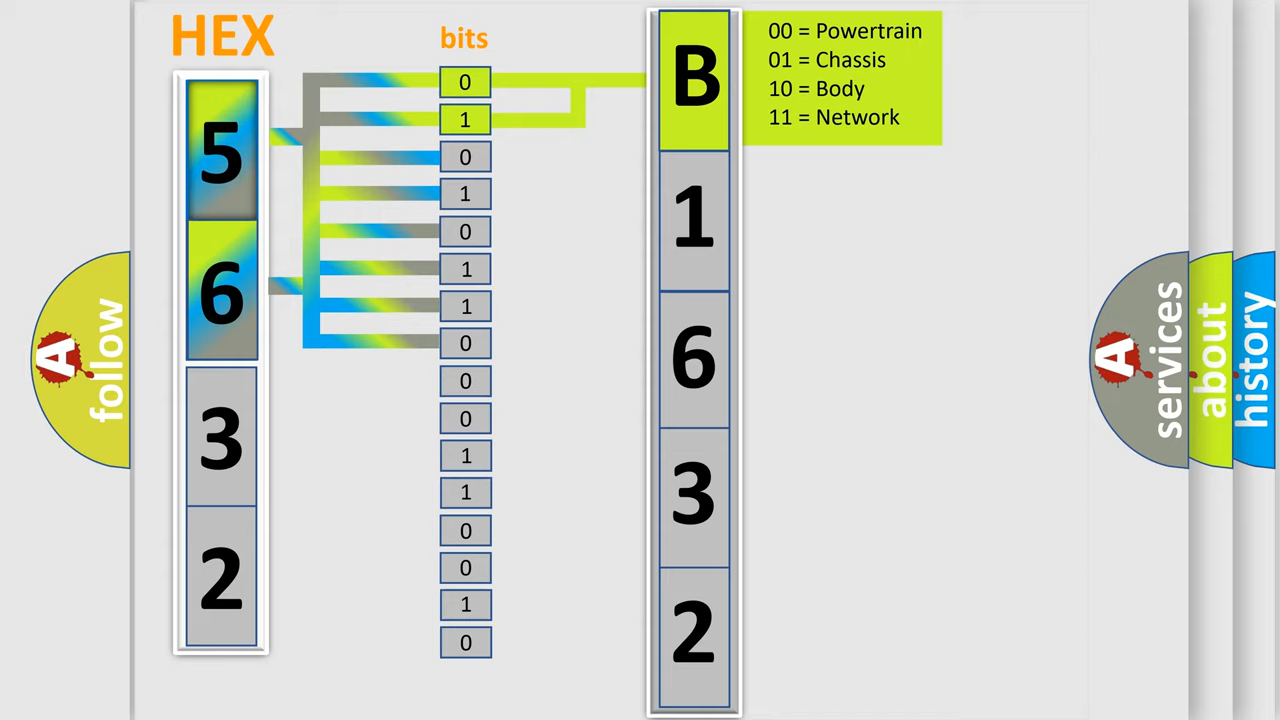 HEX
bits
5
6
3
2
0
1
0
1
0
1
1
0
0
0
1
1
0
0
1
0
B
1
6
3
2
00 = Powertrain
01 = Chassis
10 = Body
11 = Network
A
follow
A
services
about
history